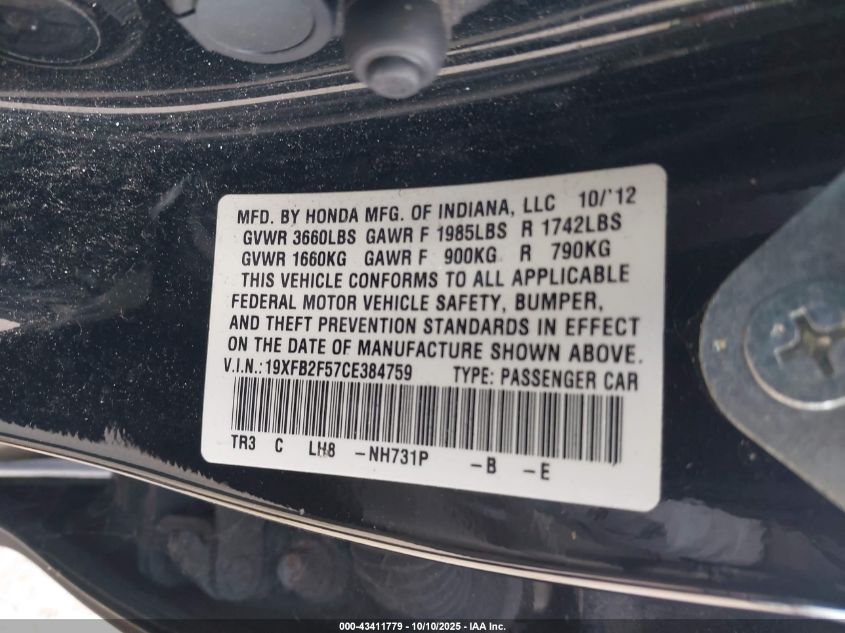 MFD. BY HONDA MFG. OF INDIANA, LLC 10/'12
GVWR 3660LBS GAWR F 1985LBS R 1742LBS
GVWR 1660KG GAWR F 900KG R 790KG
THIS VEHICLE CONFORMS TO ALL APPLICABLE
FEDERAL MOTOR VEHICLE SAFETY, BUMPER,
AND THEFT PREVENTION STANDARDS IN EFFECT
ON THE DATE OF MANUFACTURE SHOWN ABOVE.
V.I.N.:19XFB2F57CE384759 TYPE: PASSENGER CAR
TR3 C LH8 -NH731P -B -E
000-43411779 - 10/10/2025 - IAA Inc.